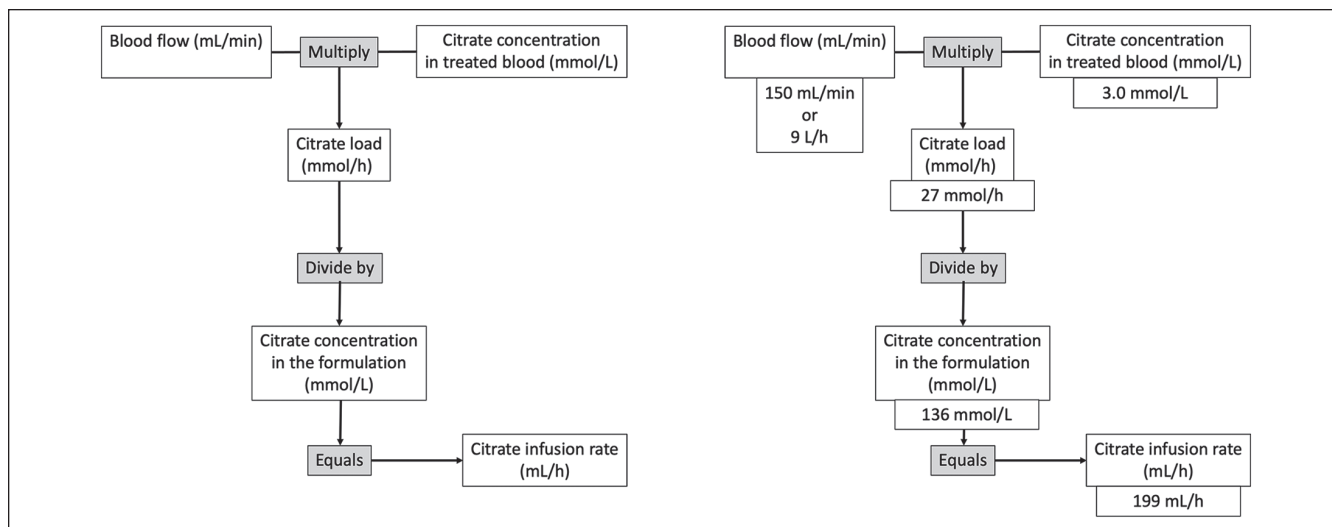 Blood flow (mL/min)
Multiply
Citrate concentration
in treated blood (mmol/L)
Citrate load
(mmol/h)
Divide by
Citrate concentration
in the formulation
(mmol/L)
Equals
Citrate infusion rate
(mL/h)
Blood flow (mL/min)
150 mL/min
or
9 L/h
Multiply
Citrate concentration
in treated blood (mmol/L)
3.0 mmol/L
Citrate load
(mmol/h)
27 mmol/h
Divide by
Citrate concentration
in the formulation
(mmol/L)
136 mmol/L
Equals
Citrate infusion rate
(mL/h)
199 mL/h